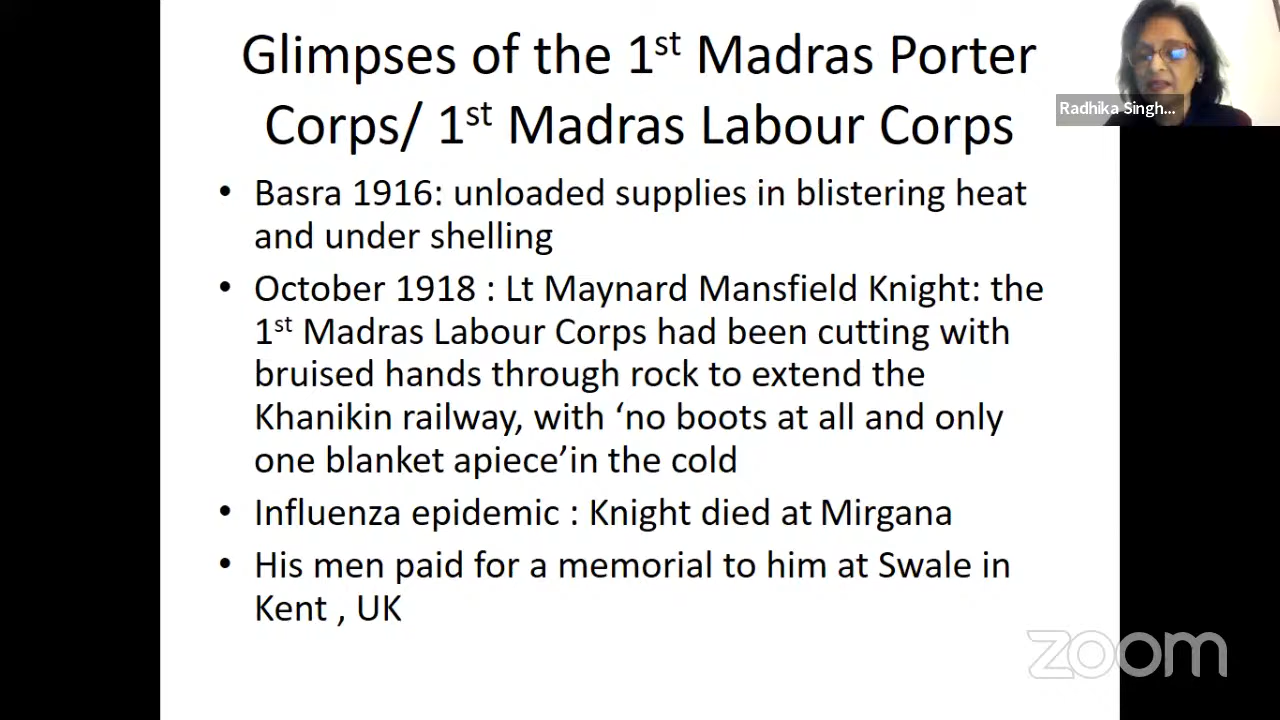 Glimpses of the 1st Madras Porter
Corps/ 1st Madras Labour Corps
Radhika Singh...
• Basra 1916: unloaded supplies in blistering heat
and under shelling
• October 1918 : Lt Maynard Mansfield Knight: the
1st Madras Labour Corps had been cutting with
bruised hands through rock to extend the
Khanikin railway, with ‘no boots at all and only
one blanket apiece’in the cold
• Influenza epidemic : Knight died at Mirgana
• His men paid for a memorial to him at Swale in
Kent , UK
zoom